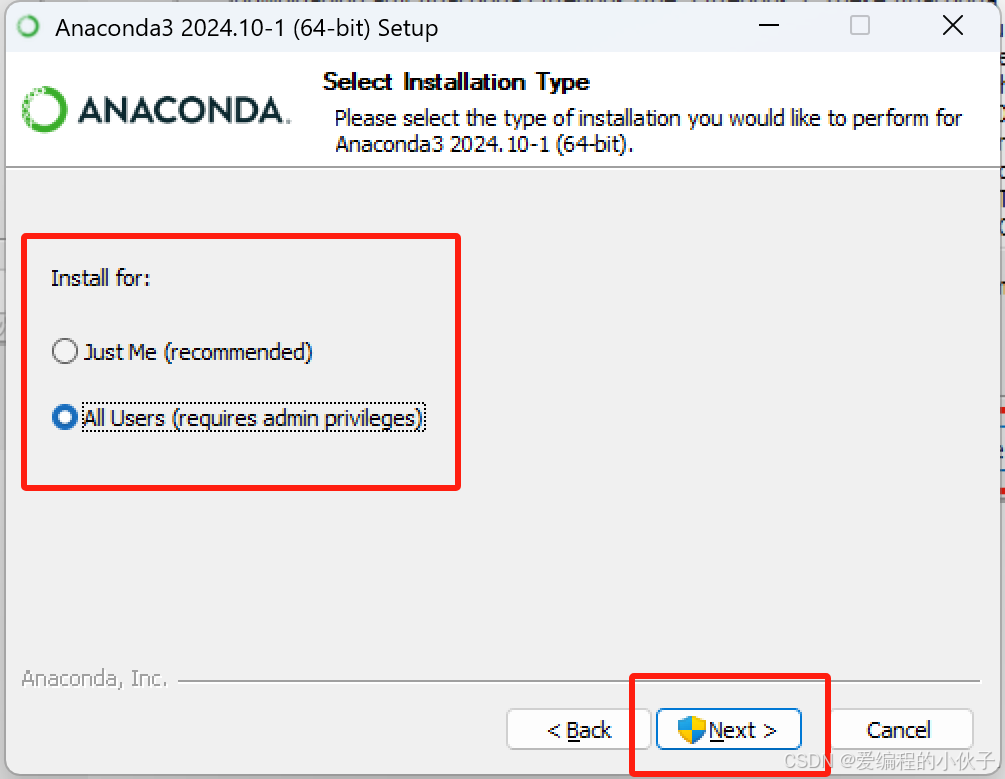 Anaconda3 2024.10-1 (64-bit) Setup
ANACONDA.
Select Installation Type
Please select the type of installation you would like to perform for
Anaconda3 2024.10-1 (64-bit).
Install for:
Just Me (recommended)
All Users (requires admin privileges)
Anaconda, Inc.
< Back
Next >
Cancel
CSDN @爱编程的小伙子